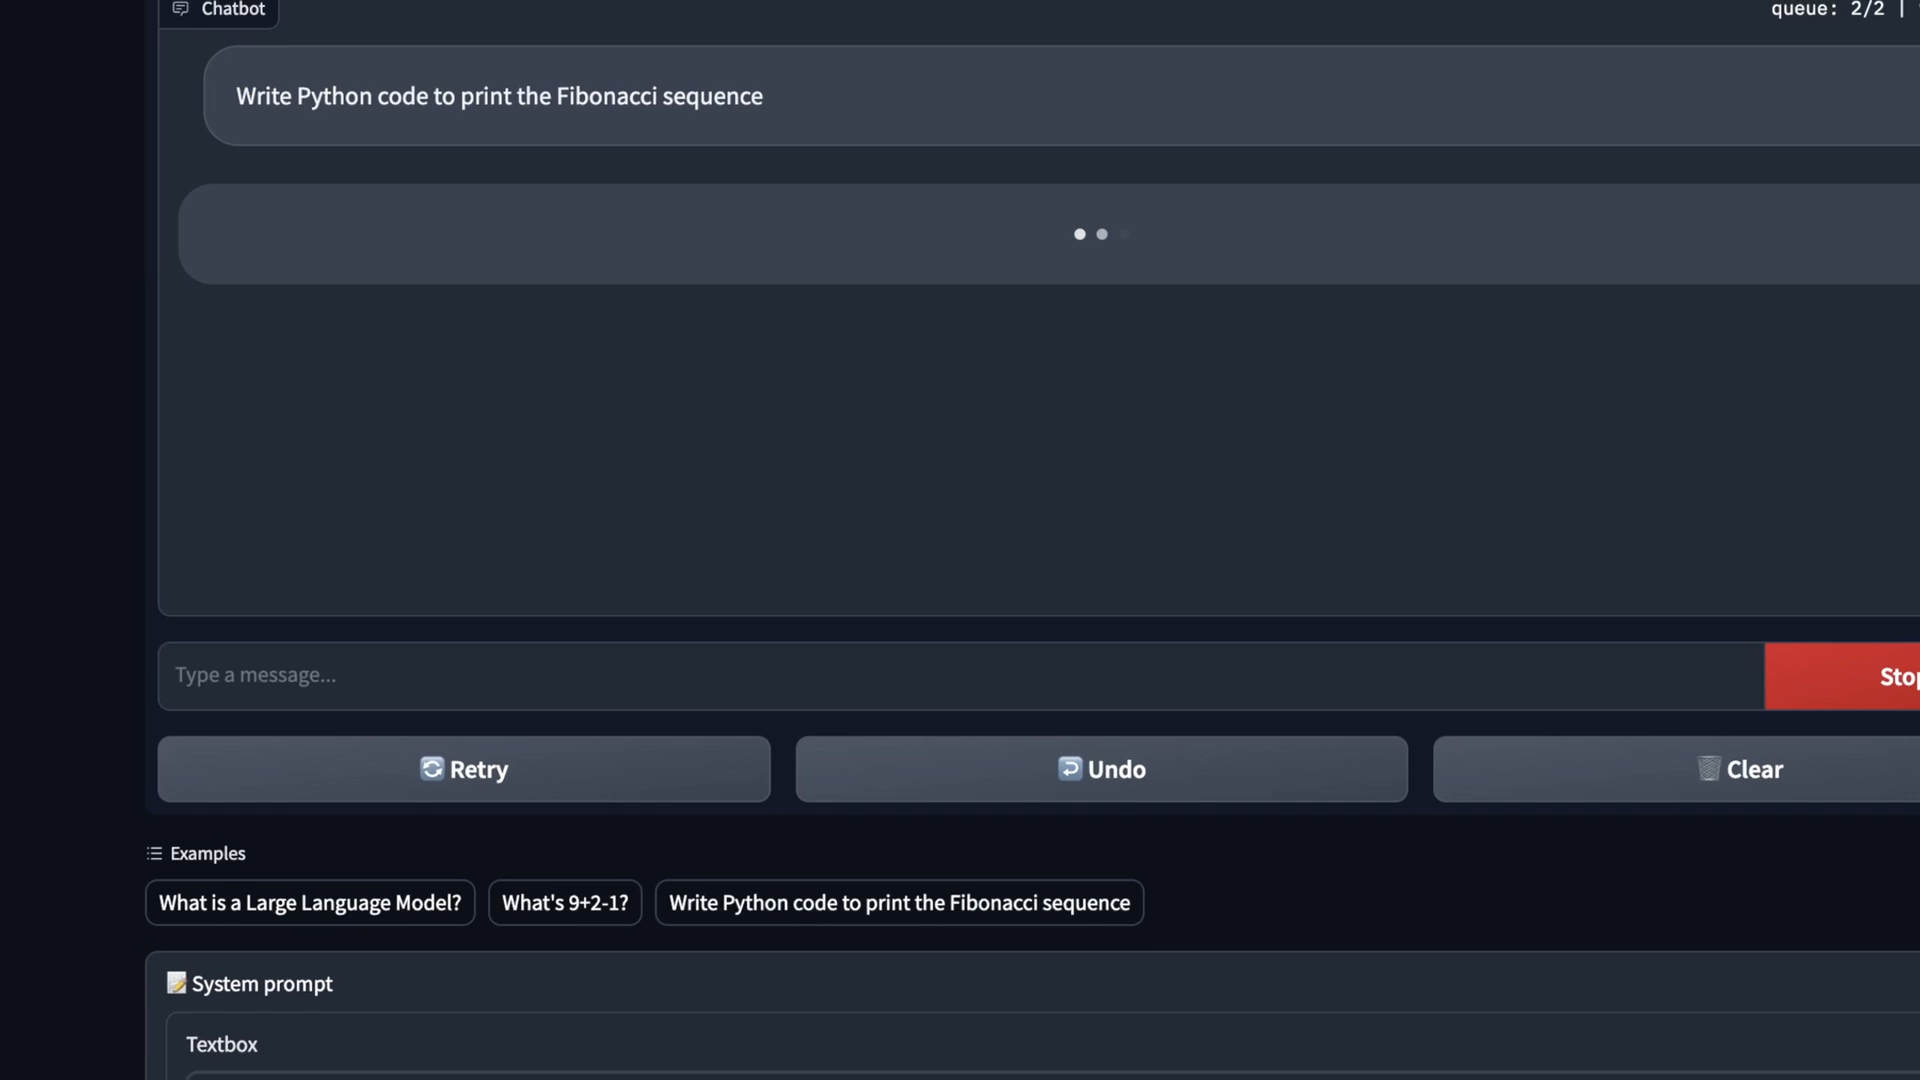 Chatbot
queue: 2/2 |
Write Python code to print the Fibonacci sequence
Type a message...
Stop
Retry
Undo
Clear
Examples
What is a Large Language Model?
What's 9+2-1?
Write Python code to print the Fibonacci sequence
System prompt
Textbox